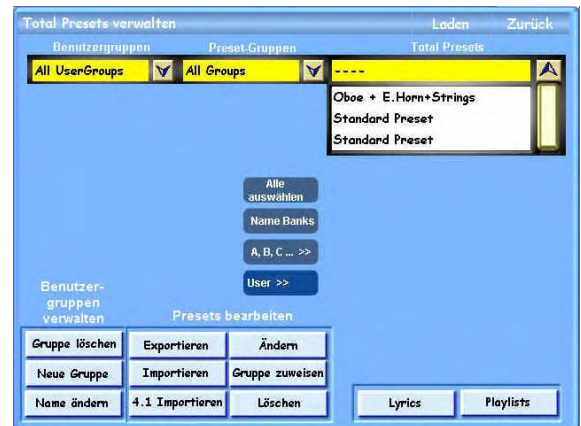 Total Presets verwalten Laden Zurück
Benutzergruppen Preset-Gruppen Total Presets
All UserGroups All Groups ----
Oboe + E.Horn+Strings
Standard Preset
Standard Preset
Alle
auswählen
Name Banks
A, B, C ... >>
User >>
Benutzer-
gruppen
verwalten
Presets bearbeiten
Gruppe löschen Exportieren Ändern
Neue Gruppe Importieren Gruppe zuweisen
Name ändern 4.1 Importieren Löschen Lyrics Playlists